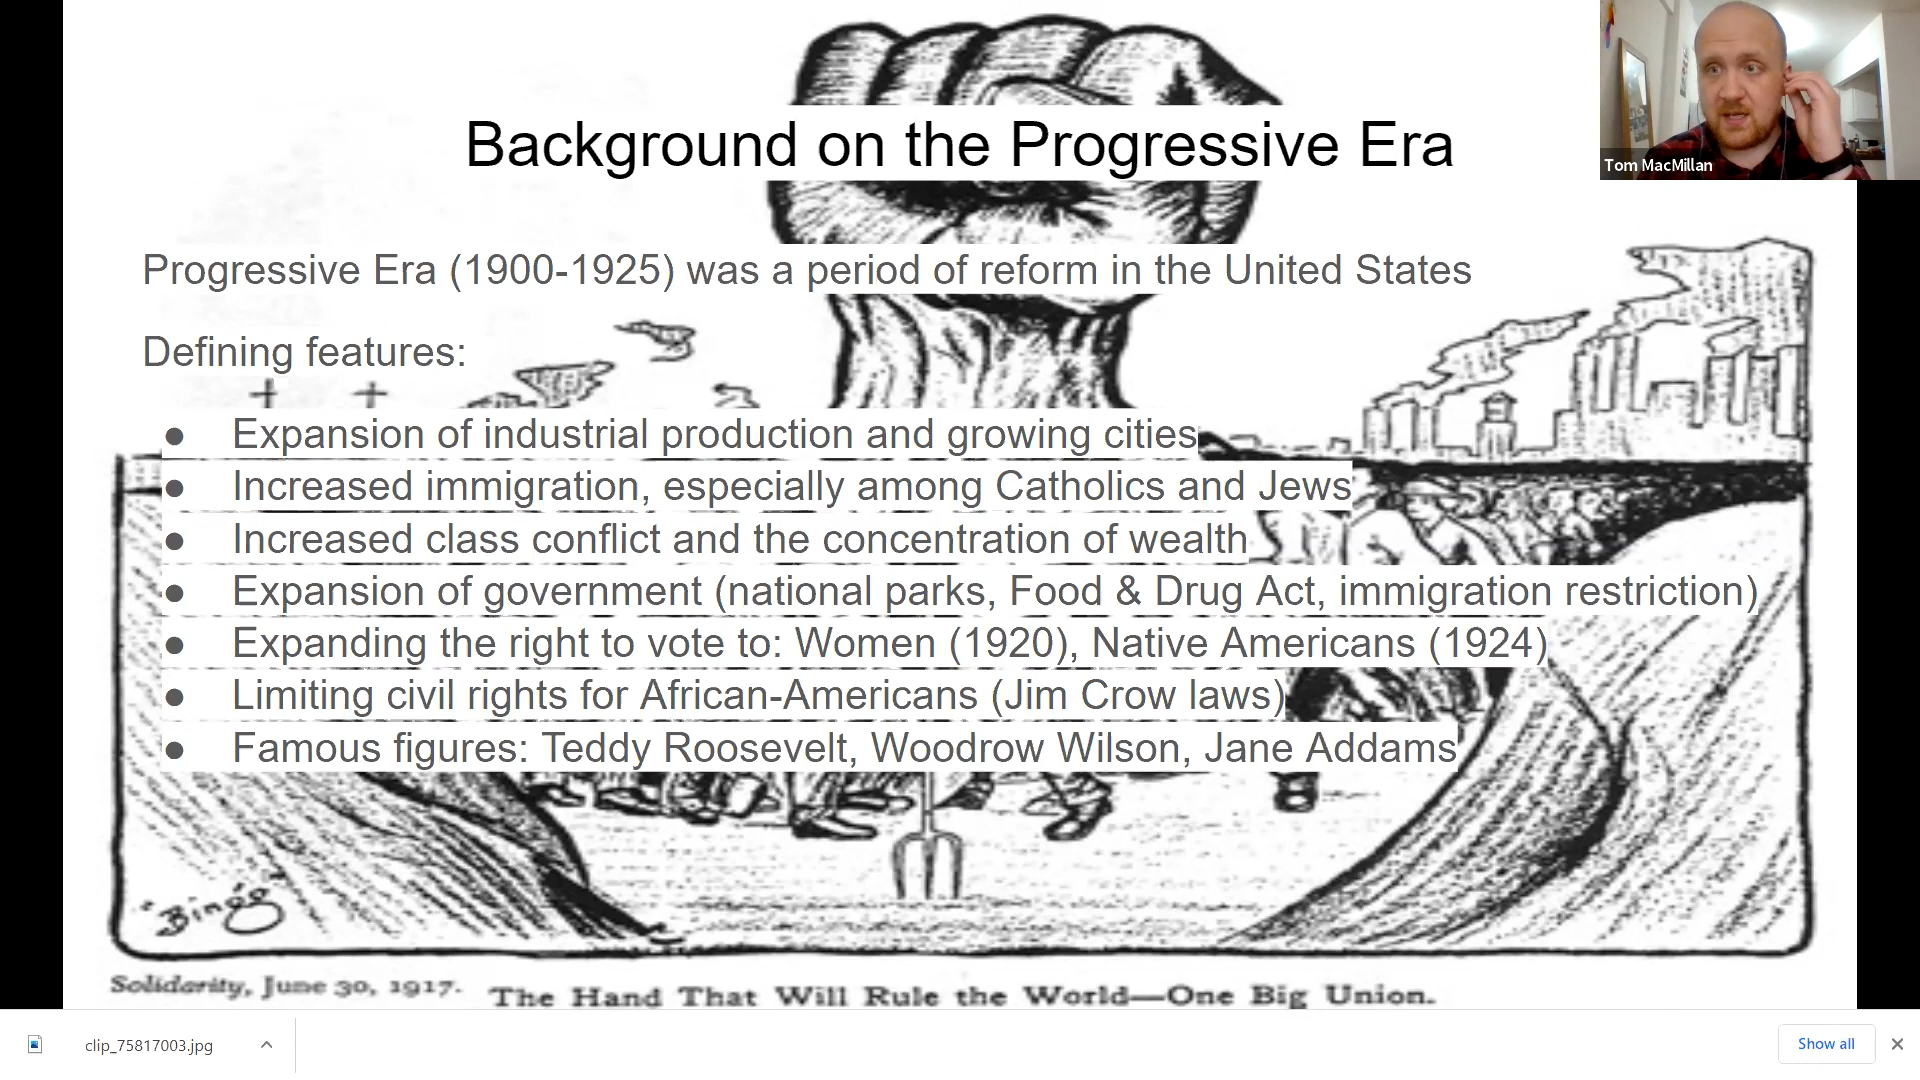 Background on the Progressive Era
Tom MacMillan
Progressive Era (1900-1925) was a period of reform in the United States
Defining features:
● Expansion of industrial production and growing cities
● Increased immigration, especially among Catholics and Jews
● Increased class conflict and the concentration of wealth
● Expansion of government (national parks, Food & Drug Act, immigration restriction)
● Expanding the right to vote to: Women (1920), Native Americans (1924)
● Limiting civil rights for African-Americans (Jim Crow laws)
● Famous figures: Teddy Roosevelt, Woodrow Wilson, Jane Addams
"Bingg"
Solidarity, June 30, 1917.
The Hand That Will Rule the World—One Big Union.
clip_75817003.jpg
Show all